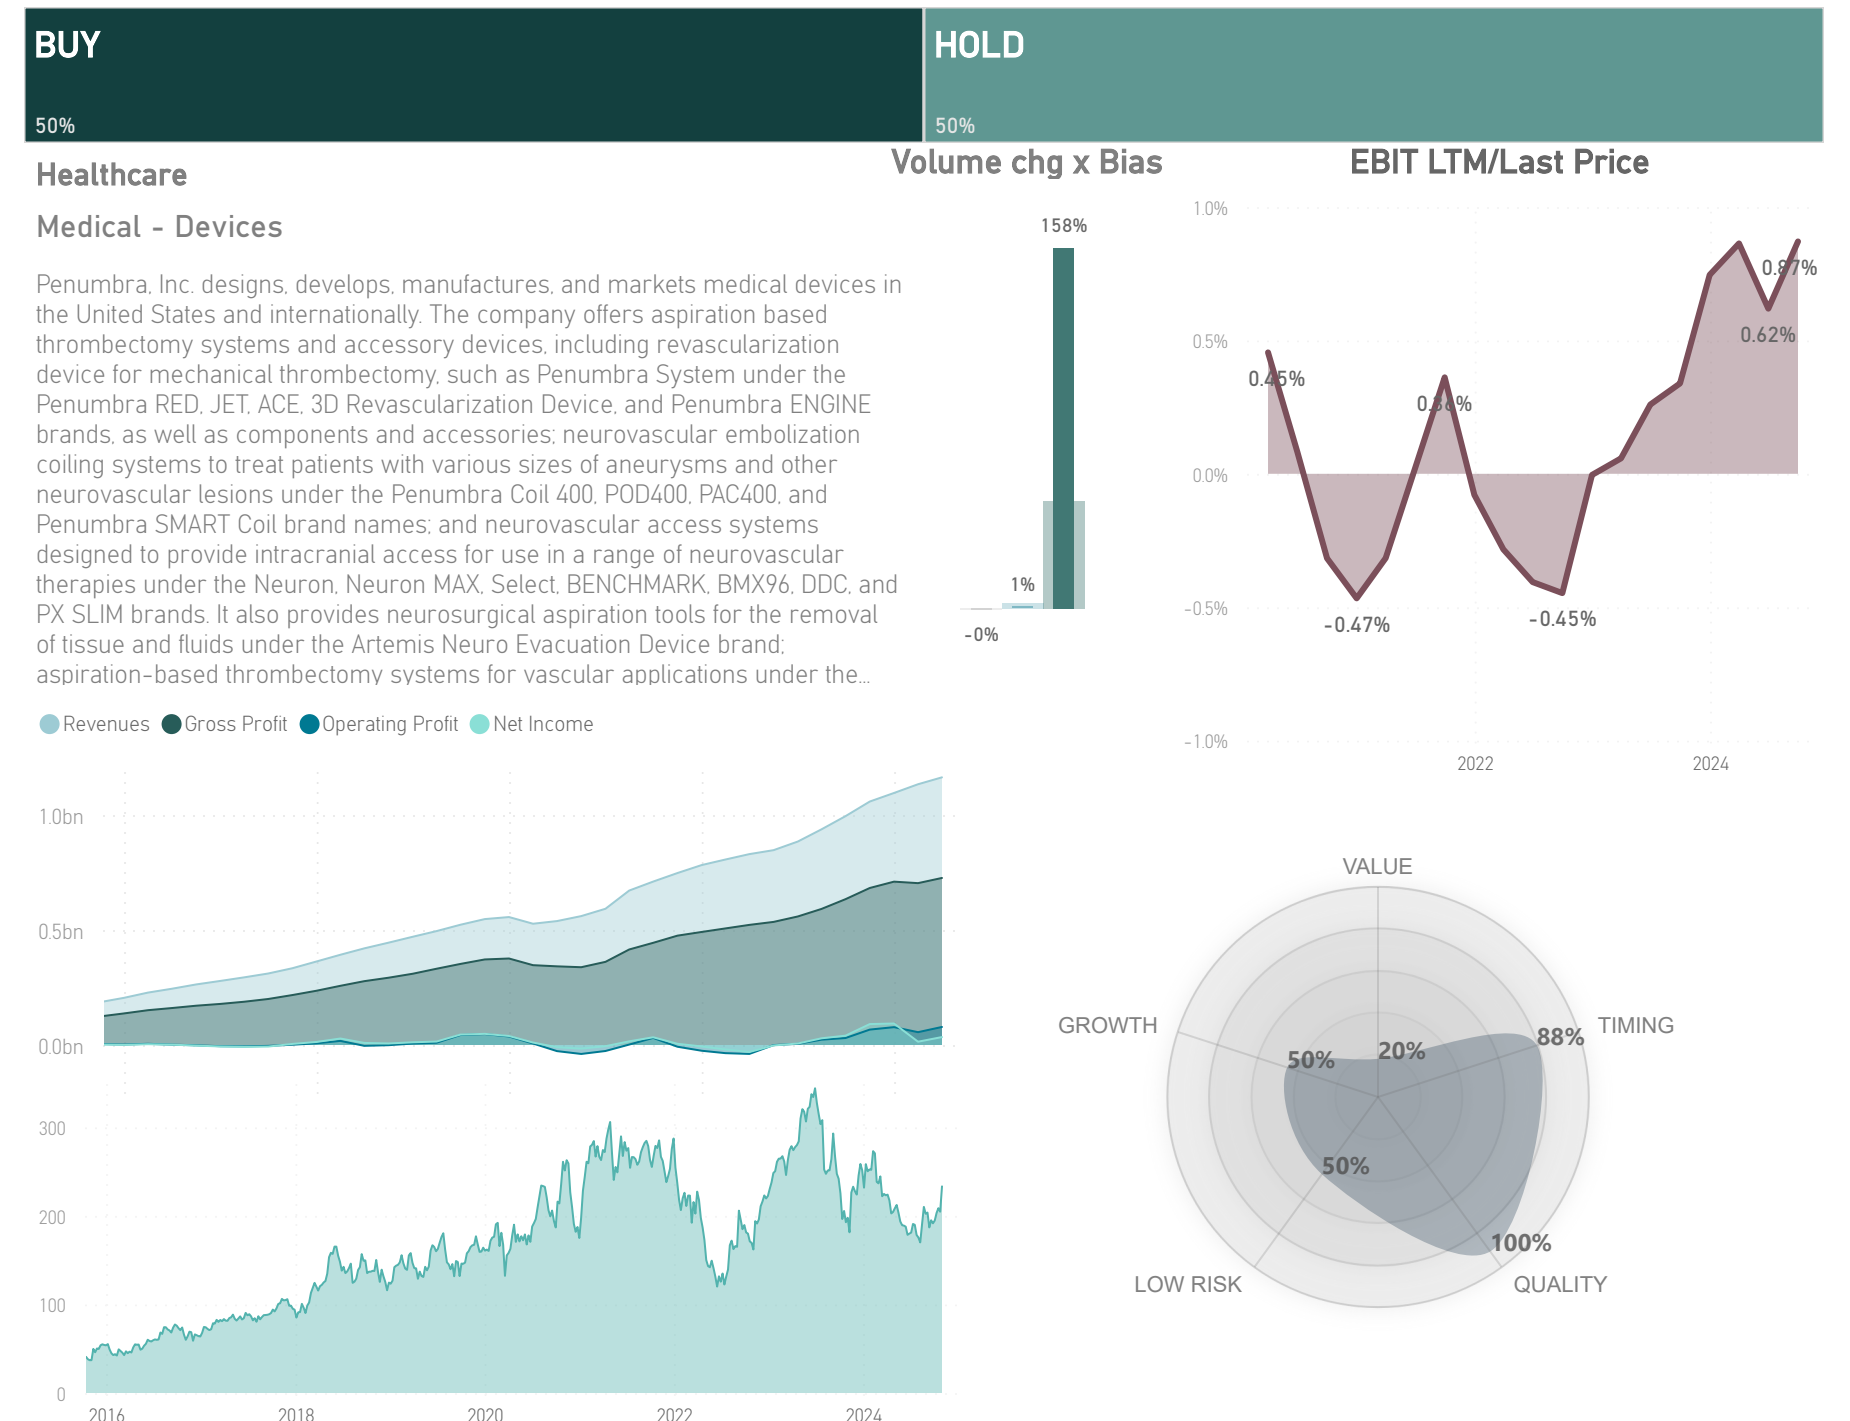 BUY
50%
HOLD
50%
Healthcare
Medical - Devices
Penumbra, Inc. designs, develops, manufactures, and markets medical devices in
the United States and internationally. The company offers aspiration based
thrombectomy systems and accessory devices, including revascularization
device for mechanical thrombectomy, such as Penumbra System under the
Penumbra RED, JET, ACE, 3D Revascularization Device, and Penumbra ENGINE
brands, as well as components and accessories; neurovascular embolization
coiling systems to treat patients with various sizes of aneurysms and other
neurovascular lesions under the Penumbra Coil 400, POD400, PAC400, and
Penumbra SMART Coil brand names; and neurovascular access systems
designed to provide intracranial access for use in a range of neurovascular
therapies under the Neuron, Neuron MAX, Select, BENCHMARK, BMX96, DDC, and
PX SLIM brands. It also provides neurosurgical aspiration tools for the removal
of tissue and fluids under the Artemis Neuro Evacuation Device brand;
aspiration-based thrombectomy systems for vascular applications under the...
Volume chg x Bias
158%
1%
-0%
EBIT LTM/Last Price
1.0%
0.5%
0.0%
-0.5%
-1.0%
0.45%
-0.47%
0.36%
-0.45%
0.62%
0.87%
2022
2024
Revenues
Gross Profit
Operating Profit
Net Income
1.0bn
0.5bn
0.0bn
300
200
100
0
2016
2018
2020
2022
2024
VALUE
TIMING
QUALITY
LOW RISK
GROWTH
20%
88%
100%
50%
50%